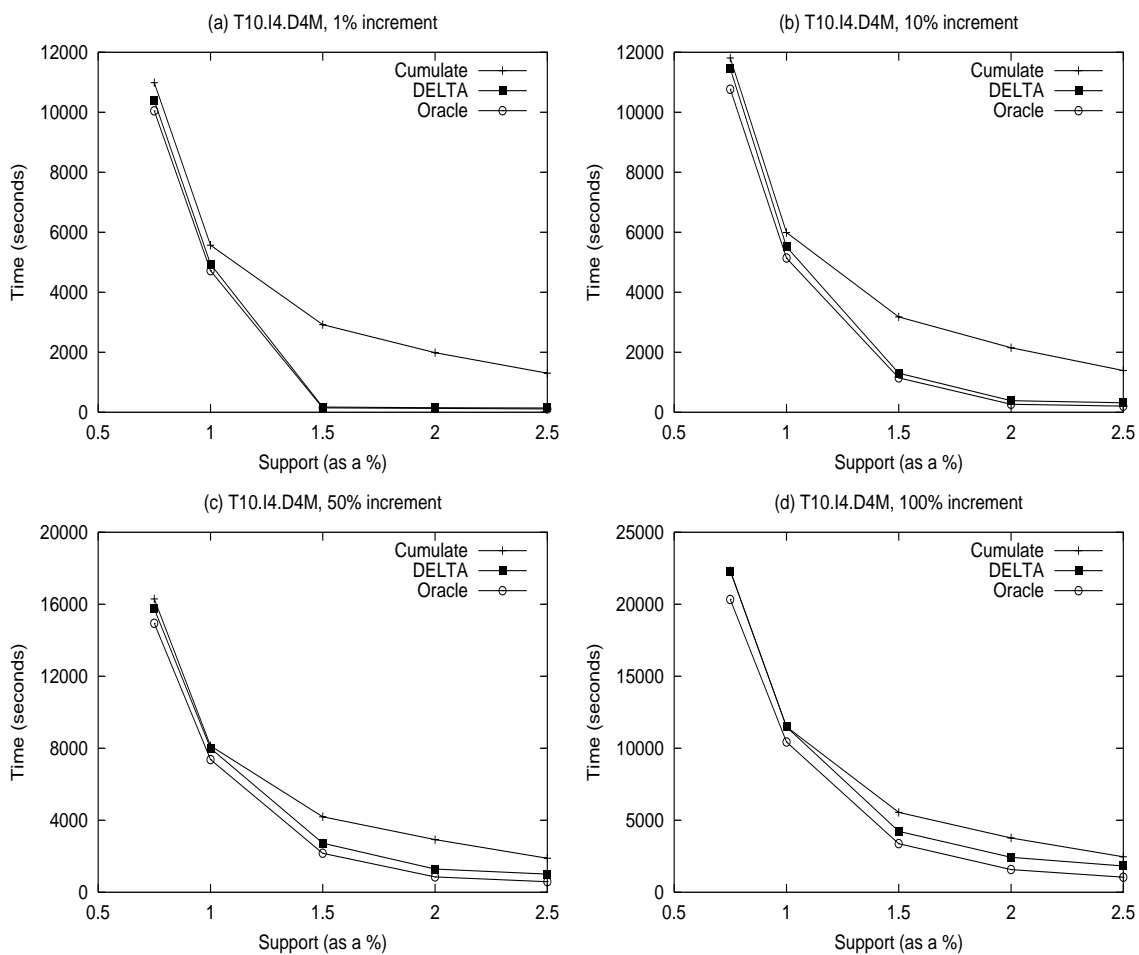 (a) T10.I4.D4M, 1% increment
12000
10000
8000
6000
4000
2000
0
Time (seconds)
Cumulate
DELTA
Oracle
0.5 1 1.5 2 2.5
Support (as a %)
(b) T10.I4.D4M, 10% increment
12000
10000
8000
6000
4000
2000
0
Time (seconds)
Cumulate
DELTA
Oracle
0.5 1 1.5 2 2.5
Support (as a %)
(c) T10.I4.D4M, 50% increment
20000
16000
12000
8000
4000
0
Time (seconds)
Cumulate
DELTA
Oracle
0.5 1 1.5 2 2.5
Support (as a %)
(d) T10.I4.D4M, 100% increment
25000
20000
15000
10000
5000
0
Time (seconds)
Cumulate
DELTA
Oracle
0.5 1 1.5 2 2.5
Support (as a %)